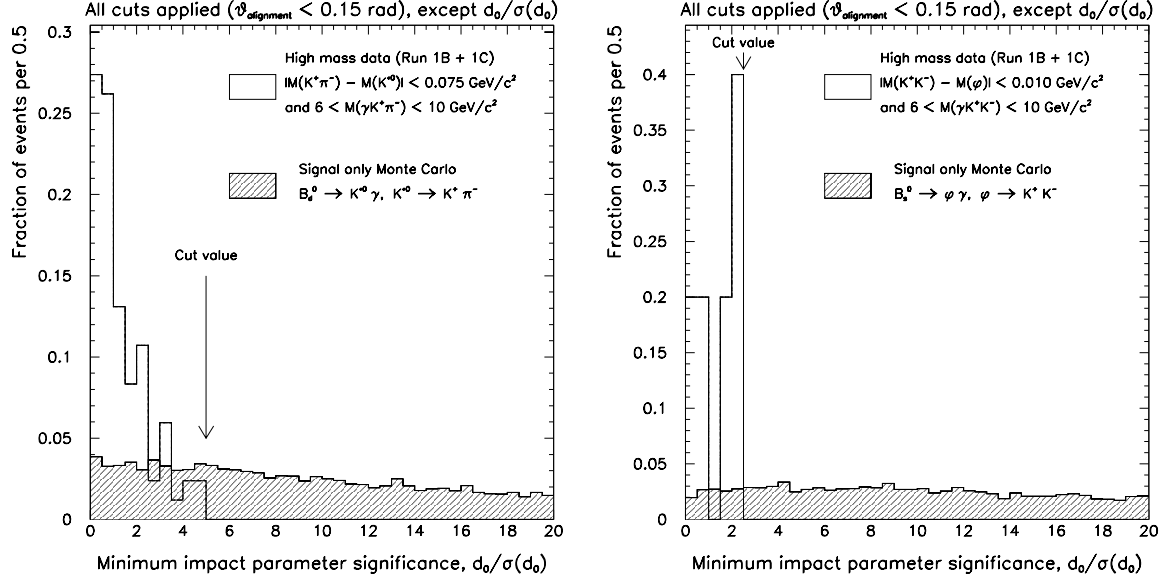 All cuts applied (ϑalignment < 0.15 rad), except d₀/σ(d₀)
Fraction of events per 0.5
0.3
0.25
0.2
0.15
0.1
0.05
0
High mass data (Run 1B + 1C)
|M(K⁺π⁻) − M(K*⁰)| < 0.075 GeV/c²
and 6 < M(γK⁺π⁻) < 10 GeV/c²
Signal only Monte Carlo
B⁰d → K*⁰ γ, K*⁰ → K⁺ π⁻
Cut value
0 2 4 6 8 10 12 14 16 18 20
Minimum impact parameter significance, d₀/σ(d₀)
All cuts applied (ϑalignment < 0.15 rad), except d₀/σ(d₀)
Fraction of events per 0.5
0.4
0.35
0.3
0.25
0.2
0.15
0.1
0.05
0
Cut value
High mass data (Run 1B + 1C)
|M(K⁺K⁻) − M(φ)| < 0.010 GeV/c²
and 6 < M(γK⁺K⁻) < 10 GeV/c²
Signal only Monte Carlo
B⁰s → φ γ, φ → K⁺ K⁻
0 2 4 6 8 10 12 14 16 18 20
Minimum impact parameter significance, d₀/σ(d₀)